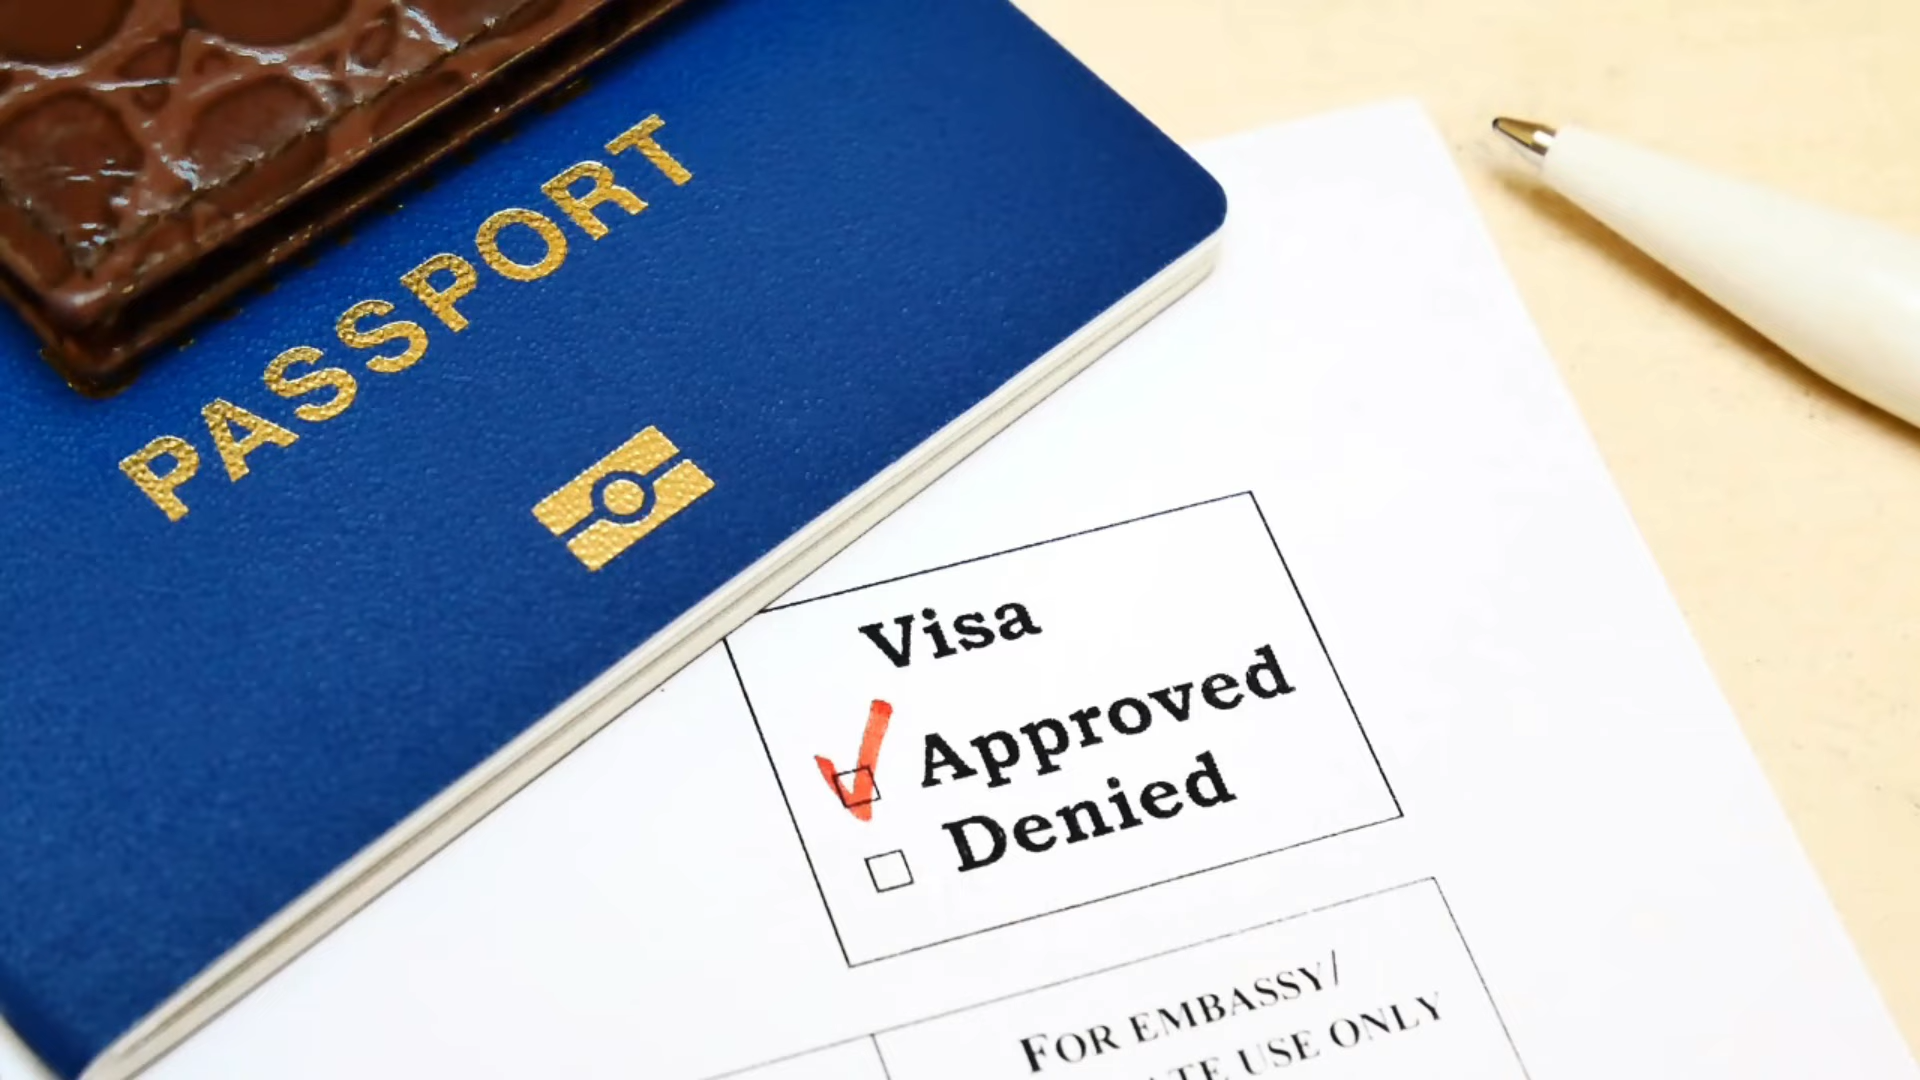 PASSPORT
Visa
Approved
Denied
FOR EMBASSY/
USE ONLY